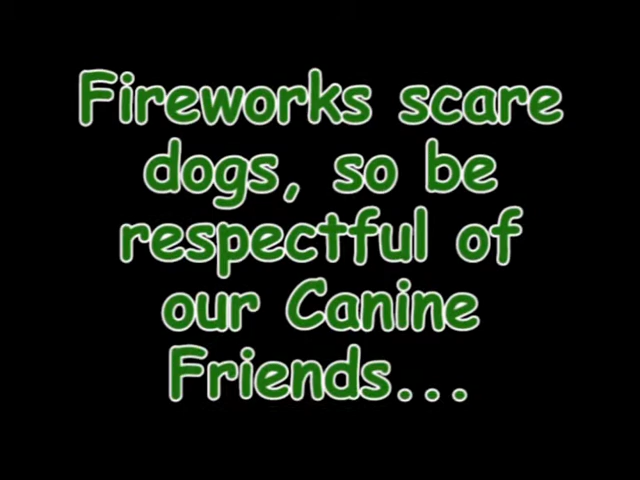 Fireworks scare
dogs, so be
respectful of
our Canine
Friends...